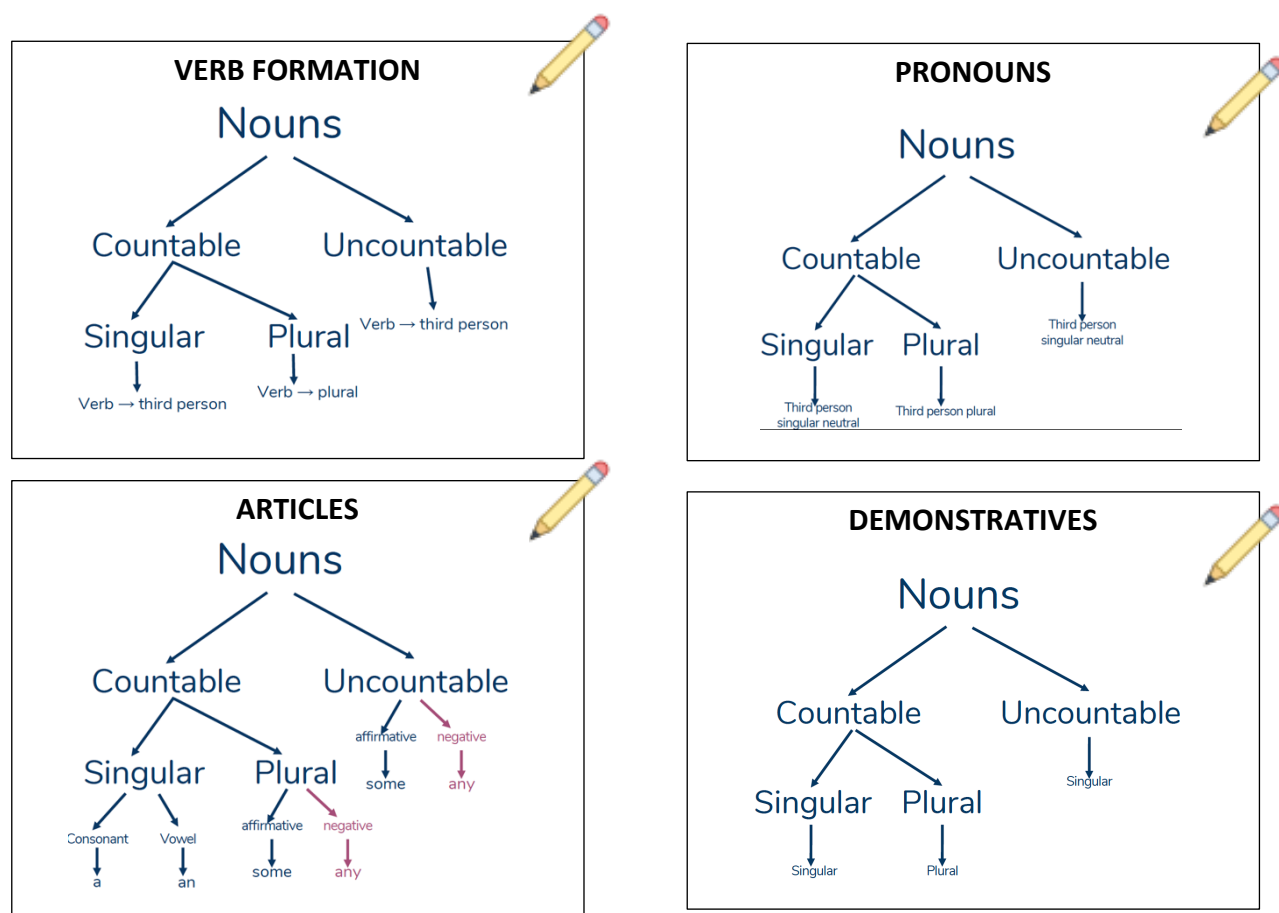 VERB FORMATION
Nouns
Countable
Uncountable
Verb → third person
Singular
Plural
Verb → plural
Verb → third person
PRONOUNS
Nouns
Countable
Uncountable
Third person
singular neutral
Singular
Plural
Third person
singular neutral
Third person plural
ARTICLES
Nouns
Countable
Uncountable
affirmative
negative
some
any
Singular
Plural
Consonant
Vowel
affirmative
negative
a
an
some
any
DEMONSTRATIVES
Nouns
Countable
Uncountable
Singular
Singular
Plural
Singular
Plural